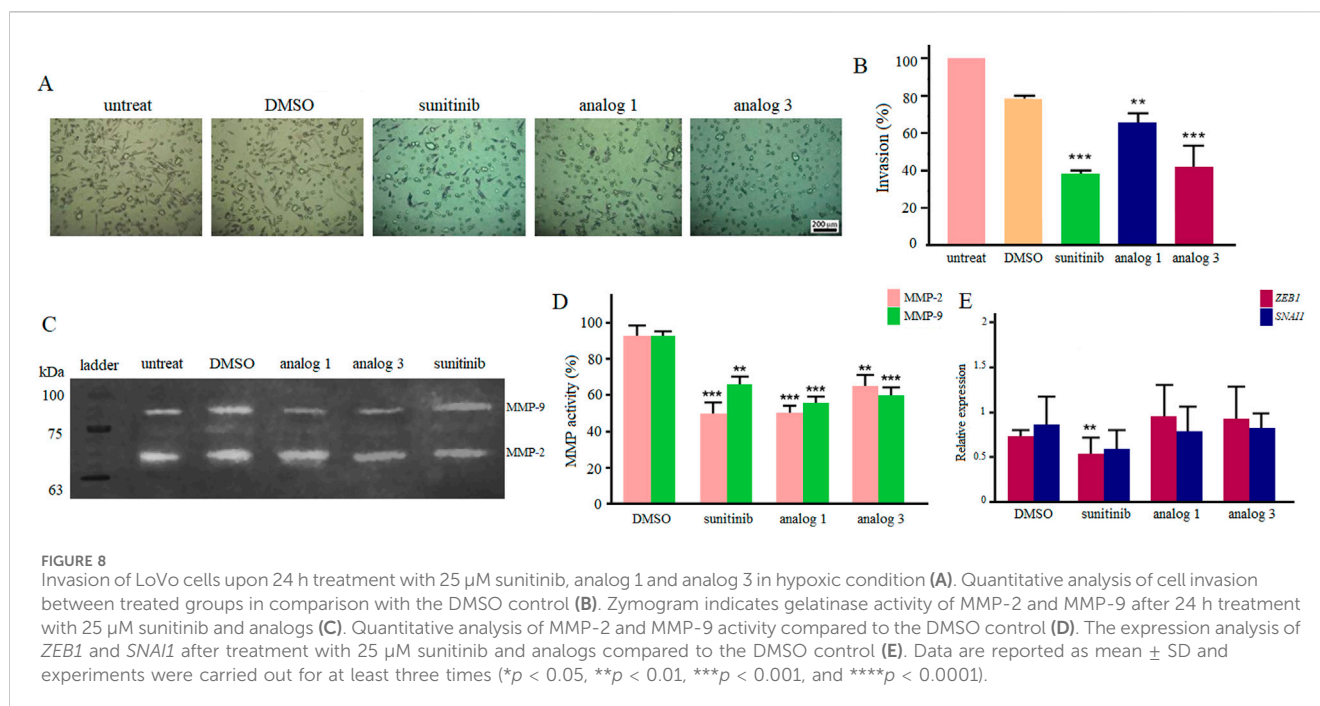 A
untreat DMSO sunitinib analog 1 analog 3
200 µm
B
Invasion (%)
100
80
60
40
20
0
** 
***
***
untreat DMSO sunitinib analog 1 analog 3
C
kDa ladder untreat DMSO analog 1 analog 3 sunitinib
100
75
63
MMP-9
MMP-2
D
MMP-2
MMP-9
MMP activity (%)
100
80
60
40
20
0
*** ** *** *** ** ***
DMSO sunitinib analog 1 analog 3
E
ZEB1
SNAI1
Relative expression
2
1.5
1
0.5
0
**
DMSO sunitinib analog 1 analog 3
FIGURE 8
Invasion of LoVo cells upon 24 h treatment with 25 µM sunitinib, analog 1 and analog 3 in hypoxic condition (A). Quantitative analysis of cell invasion
between treated groups in comparison with the DMSO control (B). Zymogram indicates gelatinase activity of MMP-2 and MMP-9 after 24 h treatment
with 25 µM sunitinib and analogs (C). Quantitative analysis of MMP-2 and MMP-9 activity compared to the DMSO control (D). The expression analysis of
ZEB1 and SNAI1 after treatment with 25 µM sunitinib and analogs compared to the DMSO control (E). Data are reported as mean ± SD and
experiments were carried out for at least three times (*p < 0.05, **p < 0.01, ***p < 0.001, and ****p < 0.0001).